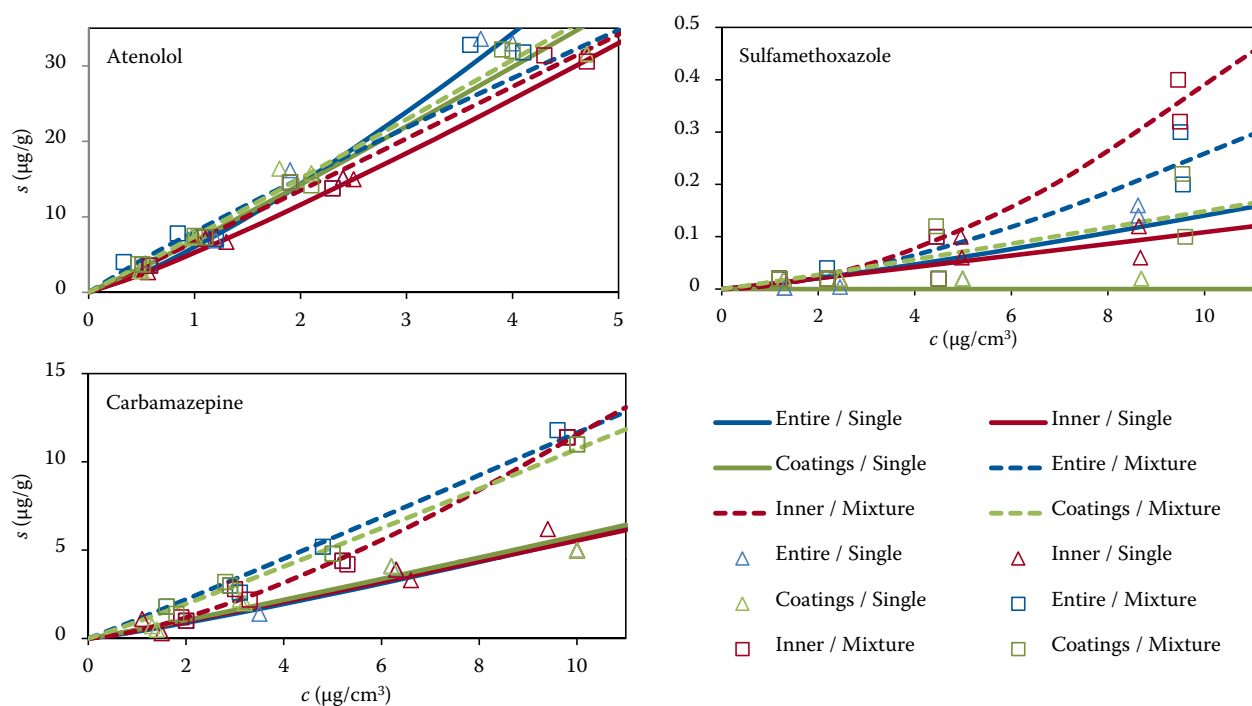 Atenolol
s (µg/g)
30
20
10
0
0 1 2 3 4 5
Sulfamethoxazole
0.5
0.4
0.3
0.2
0.1
0
0 2 4 6 8 10
c (µg/cm³)
Carbamazepine
s (µg/g)
15
10
5
0
0 2 4 6 8 10
c (µg/cm³)
Entire / Single
Inner / Single
Coatings / Single
Entire / Mixture
Inner / Mixture
Coatings / Mixture
Entire / Single
Inner / Single
Coatings / Single
Entire / Mixture
Inner / Mixture
Coatings / Mixture